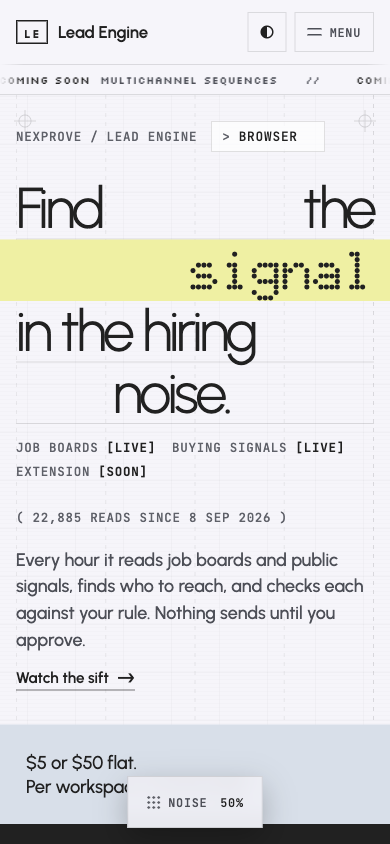 LE Lead Engine MENU
COMING SOON MULTICHANNEL SEQUENCES // COMI
NEXPROVE / LEAD ENGINE > BROWSER
Find the
signal
in the hiring
noise.
JOB BOARDS [LIVE] BUYING SIGNALS [LIVE]
EXTENSION [SOON]
( 22,885 READS SINCE 8 SEP 2026 )
Every hour it reads job boards and public
signals, finds who to reach, and checks each
against your rule. Nothing sends until you
approve.
Watch the sift →
$5 or $50 flat.
Per workspa
NOISE 50%